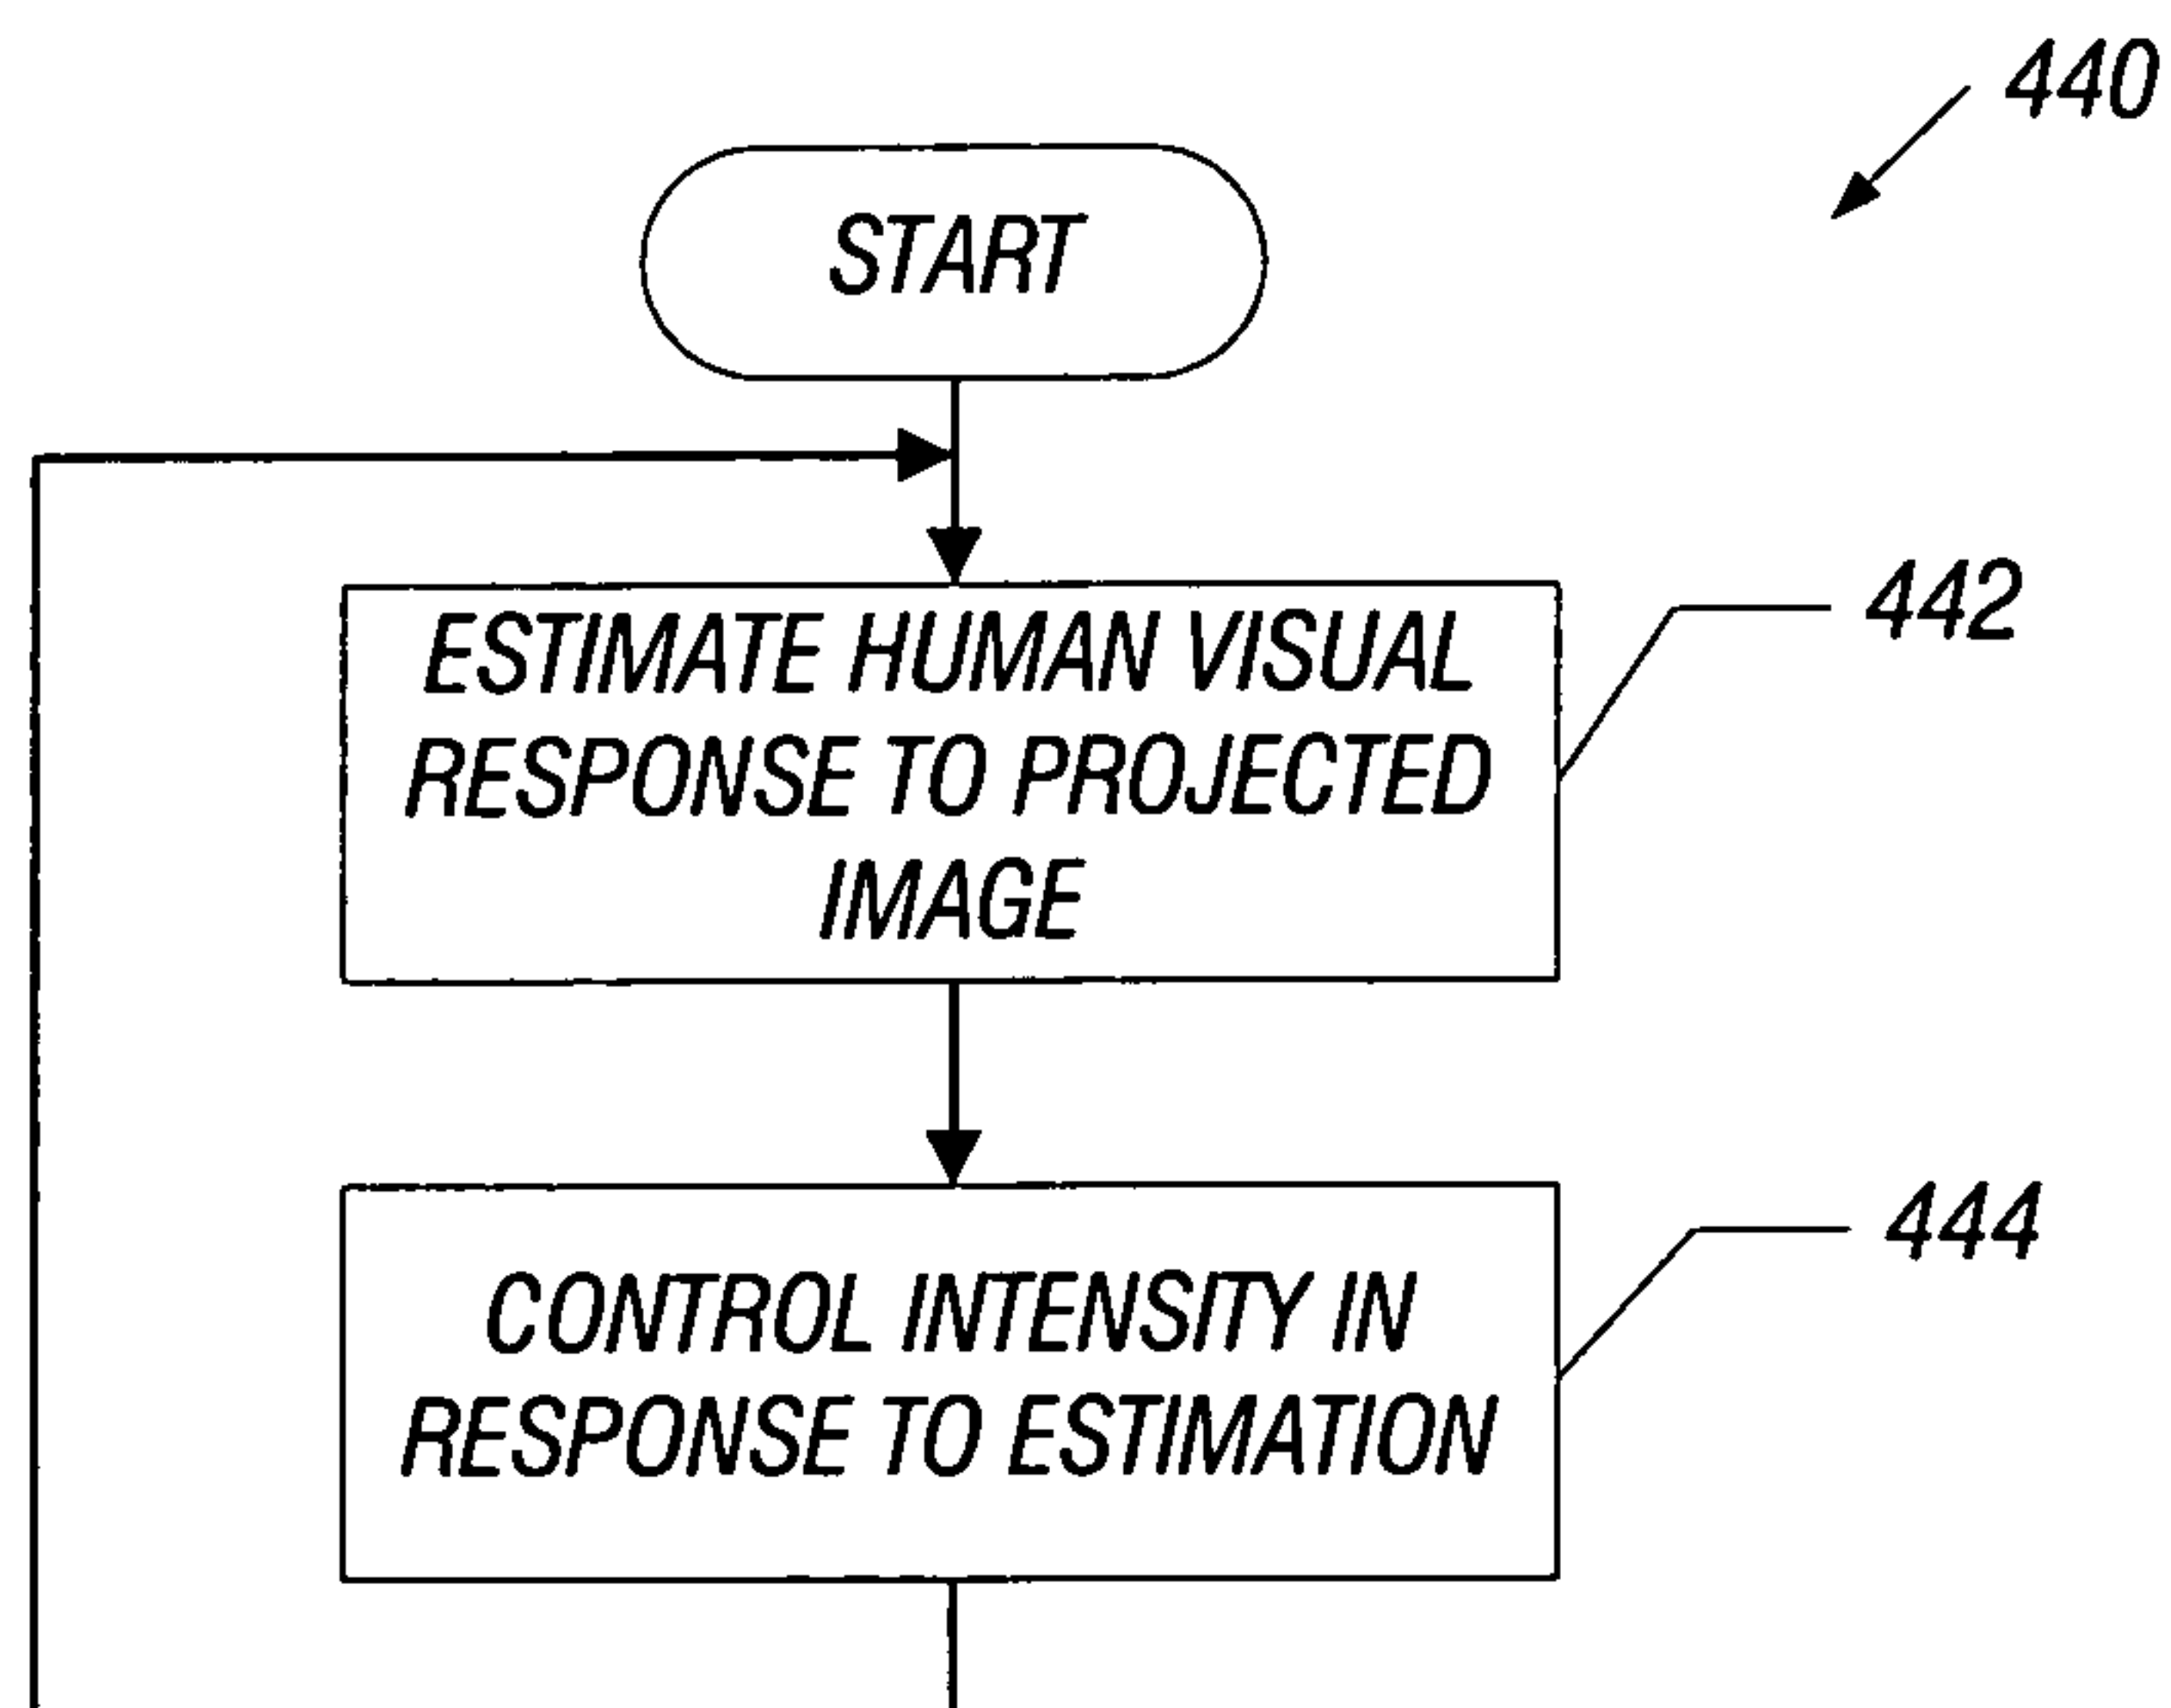 440
START
442
ESTIMATE HUMAN VISUAL
RESPONSE TO PROJECTED
IMAGE
444
CONTROL INTENSITY IN
RESPONSE TO ESTIMATION